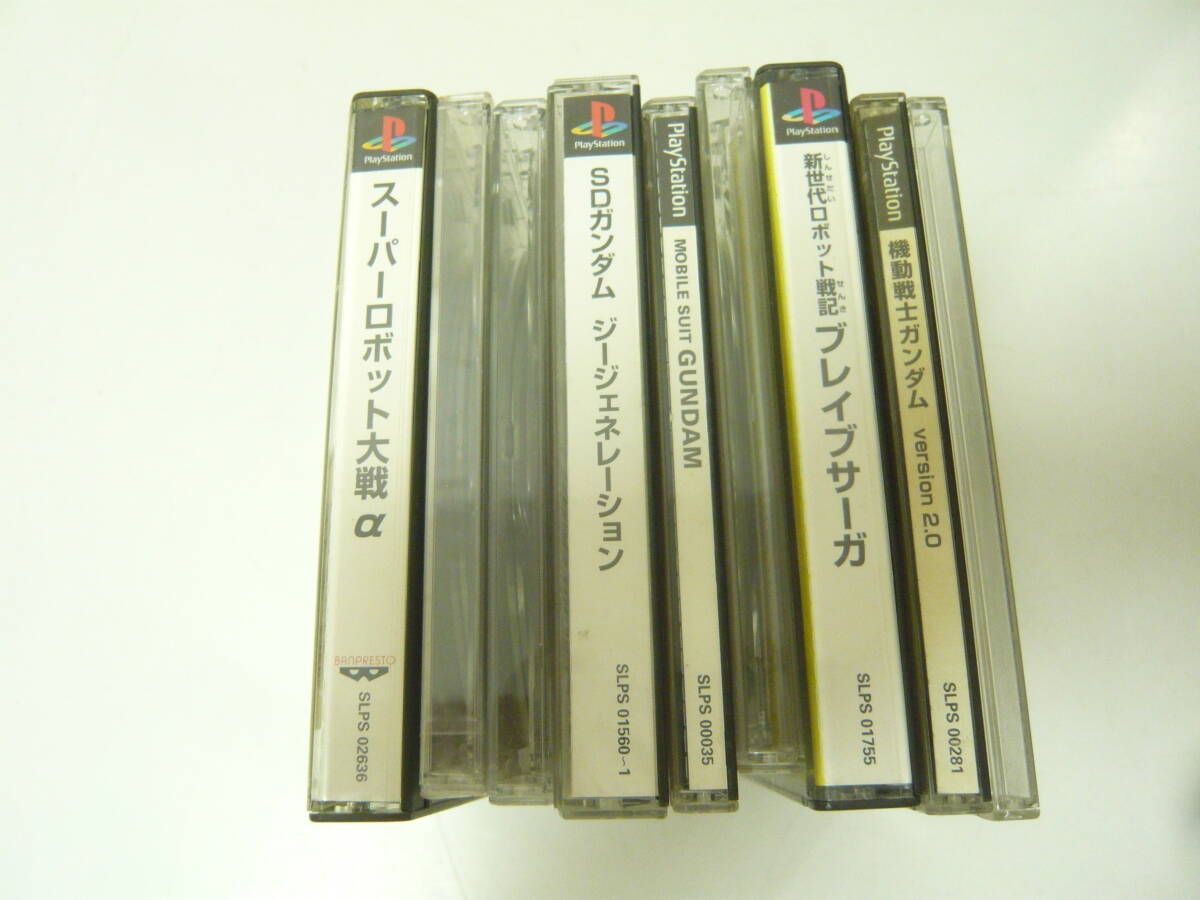 PlayStation
スーパーロボット大戦 α
BANPRESTO
SLPS 02636
PlayStation
SDガンダム ジージェネレーション
SLPS 01560~1
PlayStation
MOBILE SUIT GUNDAM
SLPS 00035
PlayStation
しんせだい せんき
新世代ロボット戦記 ブレイブサーガ
SLPS 01755
PlayStation
機動戦士ガンダム version 2.0
SLPS 00281